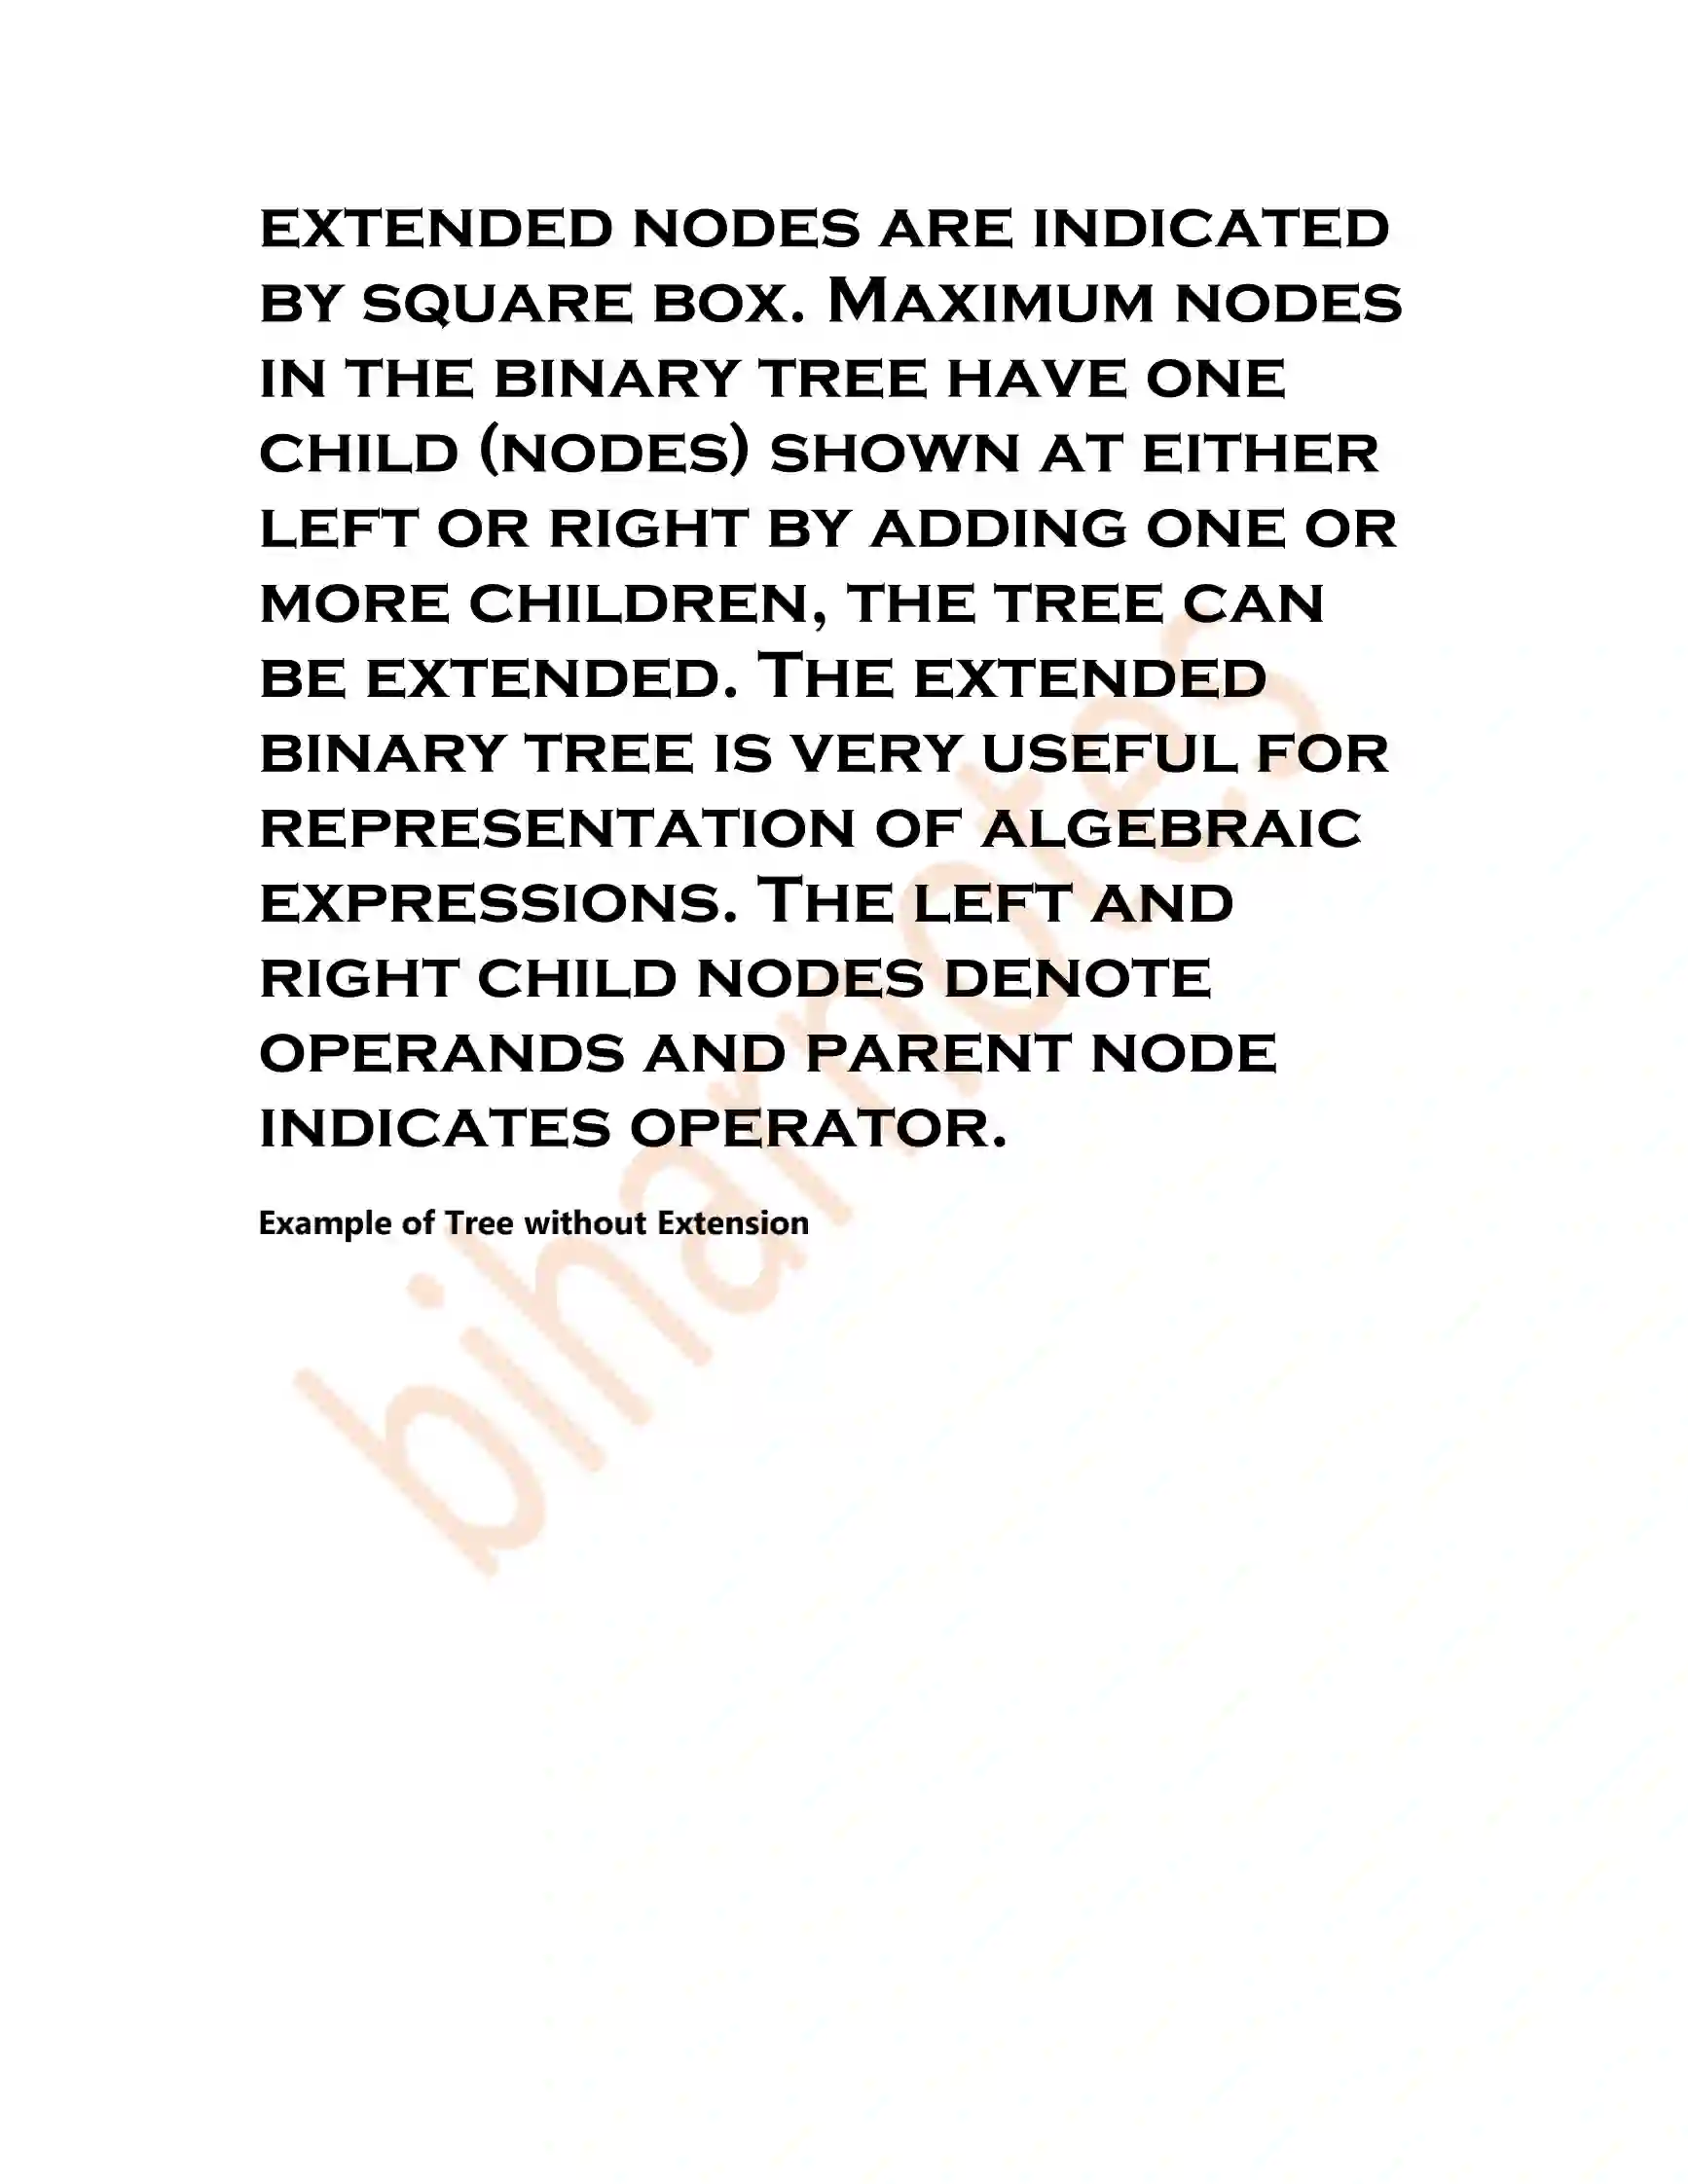 EXTENDED NODES ARE INDICATED
BY SQUARE BOX. MAXIMUM NODES
IN THE BINARY TREE HAVE ONE
CHILD (NODES) SHOWN AT EITHER
LEFT OR RIGHT BY ADDING ONE OR
MORE CHILDREN, THE TREE CAN
BE EXTENDED. THE EXTENDED
BINARY TREE IS VERY USEFUL FOR
REPRESENTATION OF ALGEBRAIC
EXPRESSIONS. THE LEFT AND
RIGHT CHILD NODES DENOTE
OPERANDS AND PARENT NODE
INDICATES OPERATOR.
Example of Tree without Extension
biharnotes